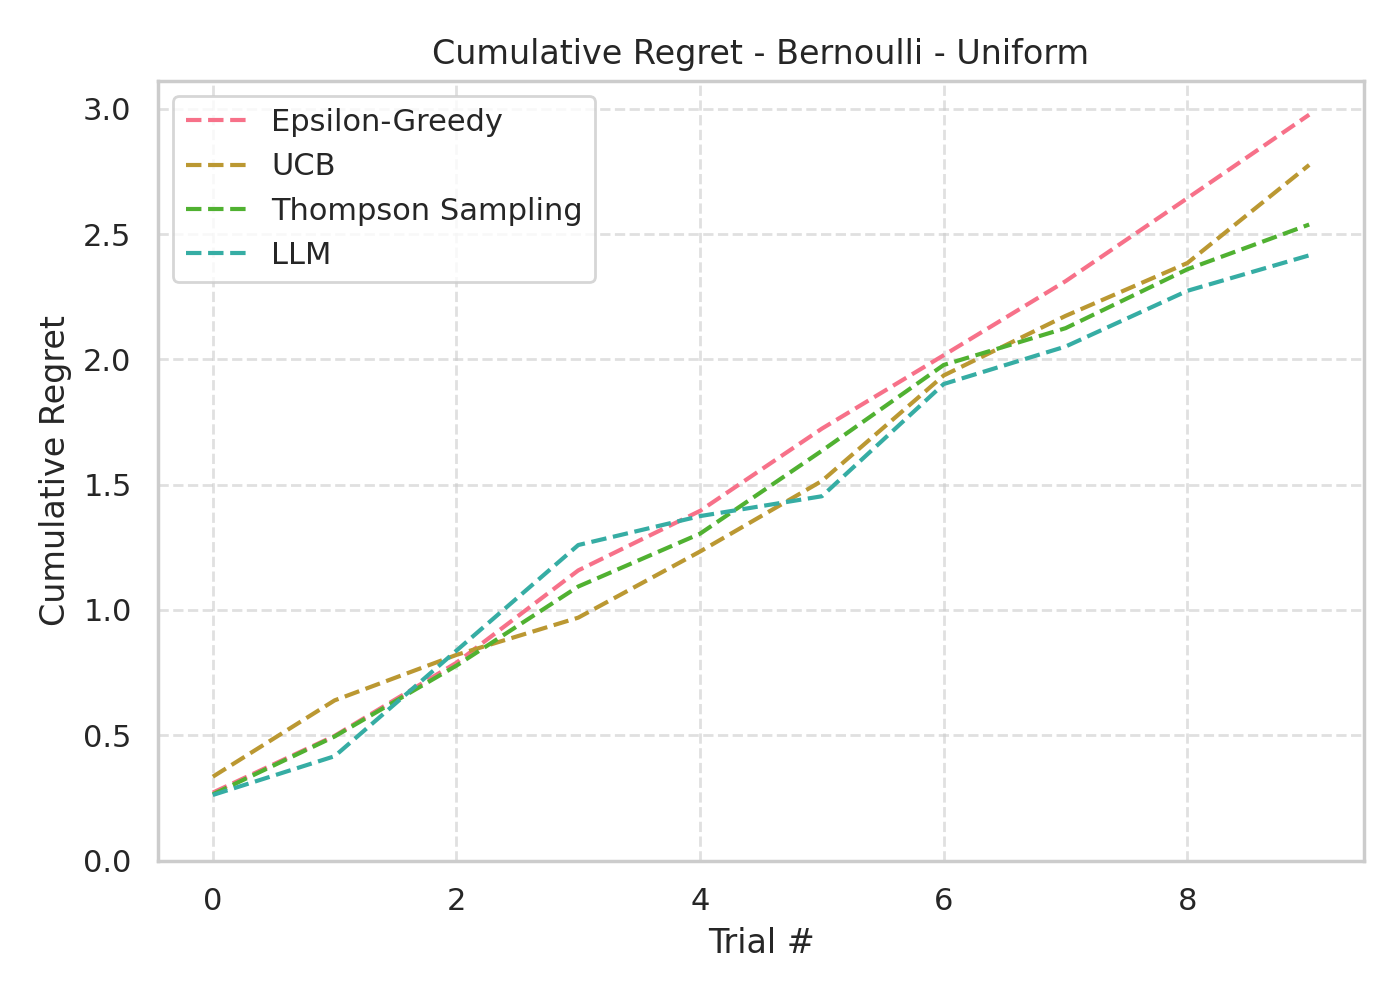 Cumulative Regret - Bernoulli - Uniform
Epsilon-Greedy
UCB
Thompson Sampling
LLM
Cumulative Regret
3.0
2.5
2.0
1.5
1.0
0.5
0.0
0 2 4 6 8
Trial #